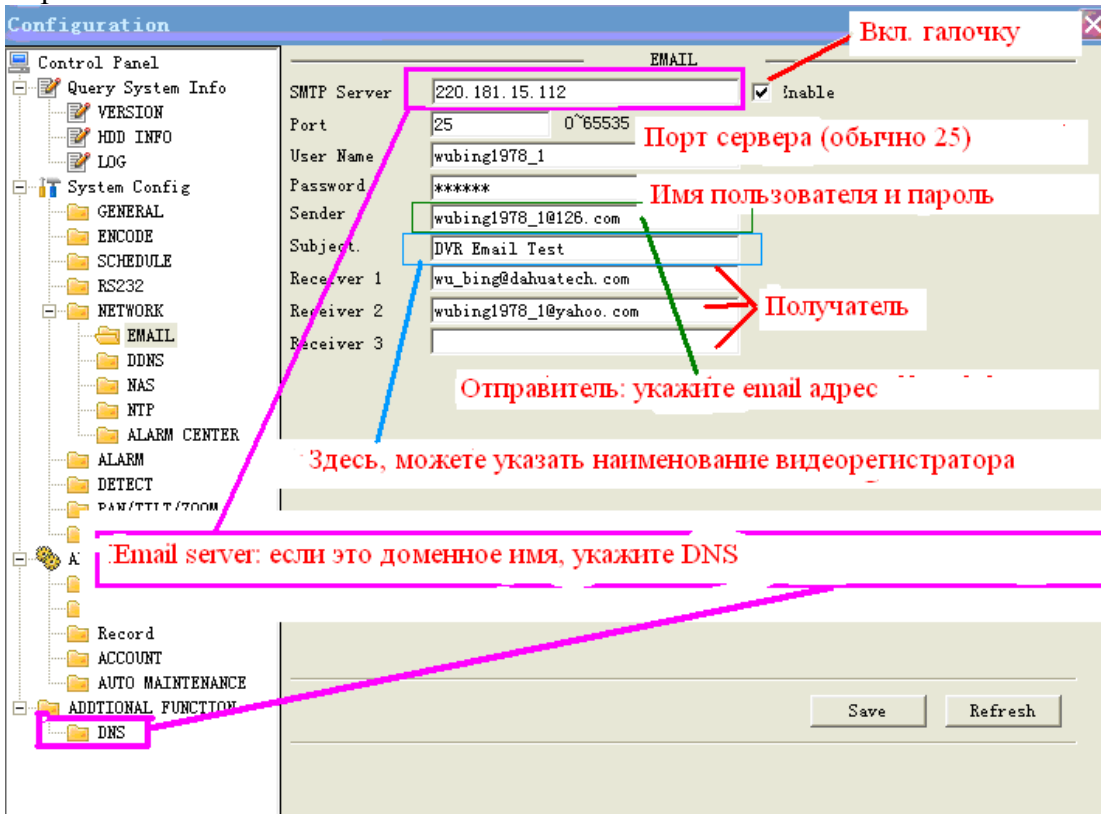 Configuration
Вкл. галочку
Control Panel
Query System Info
VERSION
HDD INFO
LOG
System Config
GENERAL
ENCODE
SCHEDULE
RS232
NETWORK
EMAIL
DDNS
NAS
NTP
ALARM CENTER
ALARM
DETECT
PAN/TILT/ZOOM
A
Record
ACCOUNT
AUTO MAINTENANCE
ADDTIONAL FUNCTION
DNS
EMAIL
SMTP Server 220.181.15.112 Enable
Port 25 0~65535
Порт сервера (обычно 25)
User Name wubing1978_1
Password ******
Имя пользователя и пароль
Sender wubing1978_1@126.com
Subject. DVR Email Test
Receiver 1 wu_bing@dahuatech.com
Receiver 2 wubing1978_1@yahoo.com
Получатель
Receiver 3
Отправитель: укажите email адрес
Здесь, можете указать наименование видеорегистратора
Email server: если это доменное имя, укажите DNS
Save Refresh